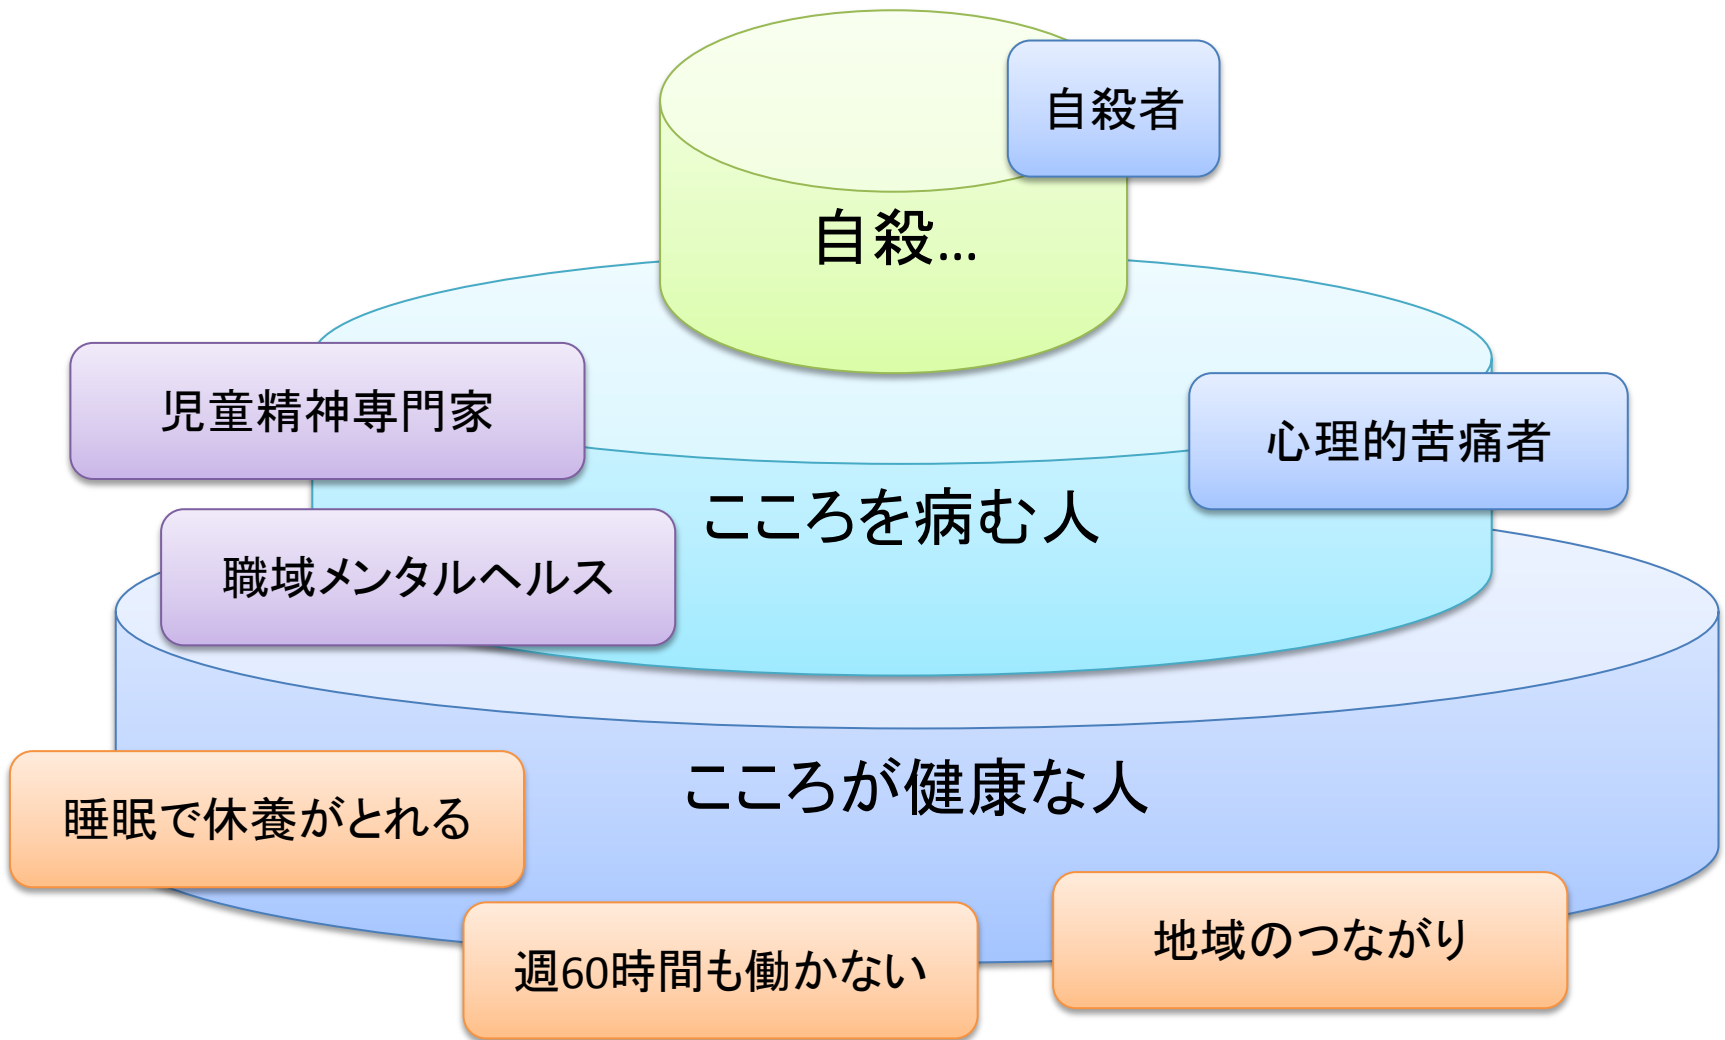 自殺者
自殺...
児童精神専門家
心理的苦痛者
こころを病む人
職域メンタルヘルス
こころが健康な人
睡眠で休養がとれる
地域のつながり
週60時間も働かない